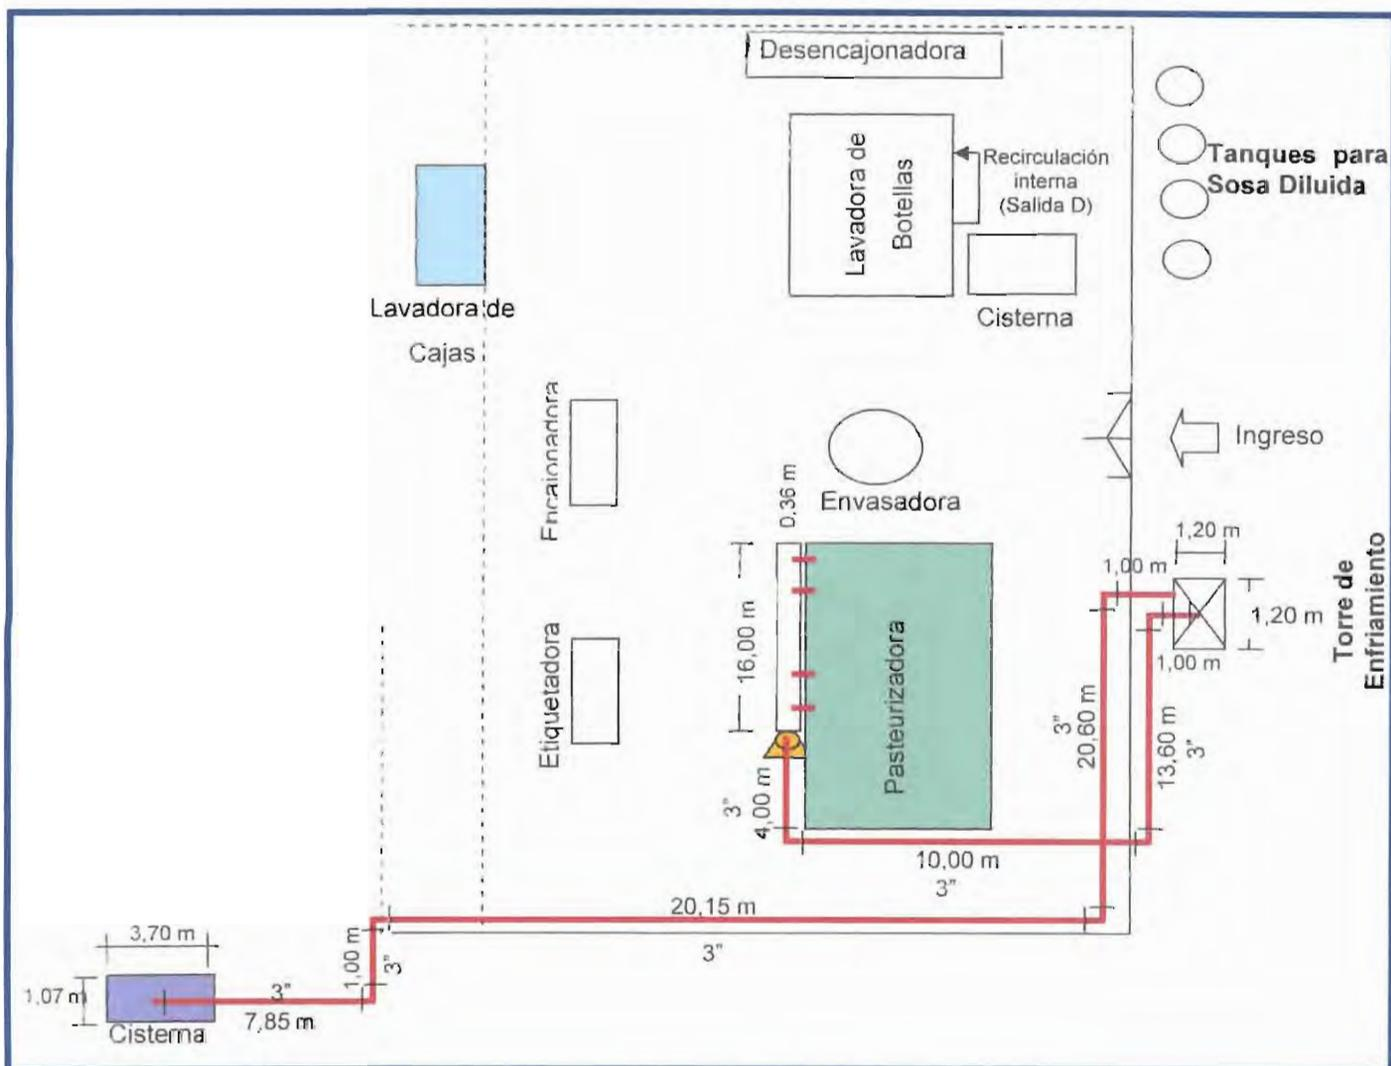 Desencajonadora
Lavadora de
Botellas
Recirculación
interna
(Salida D)
Tanques para
Sosa Diluida
Cisterna
Lavadora de
Cajas
Encajonadora
Envasadora
Ingreso
0,36 m
16,00 m
Pasteurizadora
Etiquetadora
1,20 m
1,00 m
1,20 m
1,00 m
Torre de
Enfriamiento
3"
20,60 m
13,60 m
3"
3"
4,00 m
10,00 m
3"
20,15 m
3"
1,00 m
3"
3,70 m
1,07 m
3"
7,85 m
Cisterna